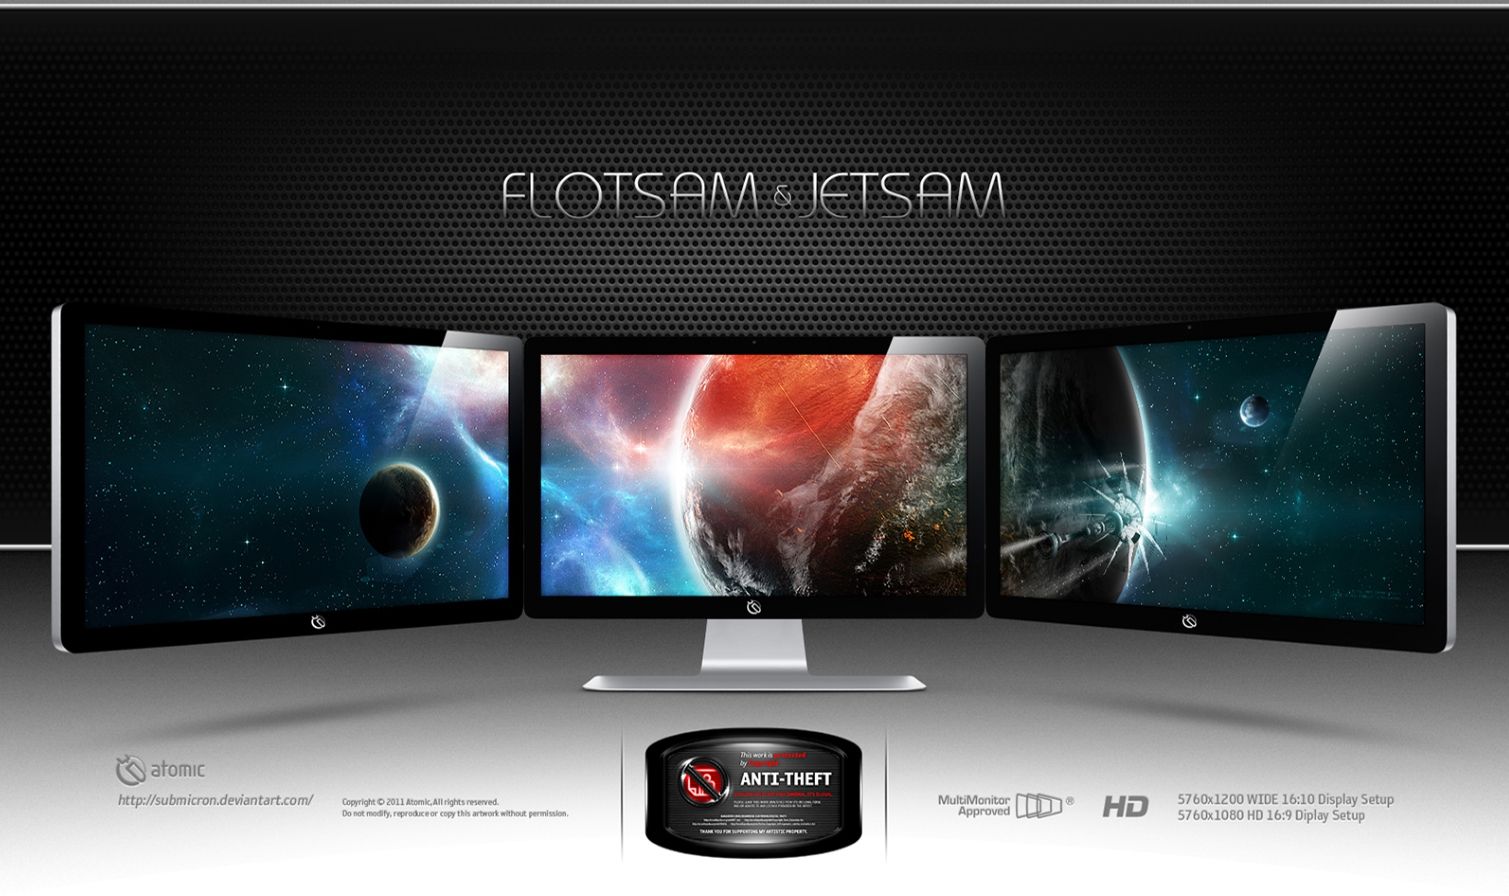 FLOTSAM & JETSAM
This work is protected
by
ANTI-THEFT
THANK YOU FOR SUPPORTING MY ARTISTIC PROPERTY.
atomic
http://submicron.deviantart.com/
Copyright © 2011 Atomic, All rights reserved.
Do not modify, reproduce or copy this artwork without permission.
MultiMonitor
Approved
®
HD
5760x1200 WIDE 16:10 Display Setup
5760x1080 HD 16:9 Diplay Setup